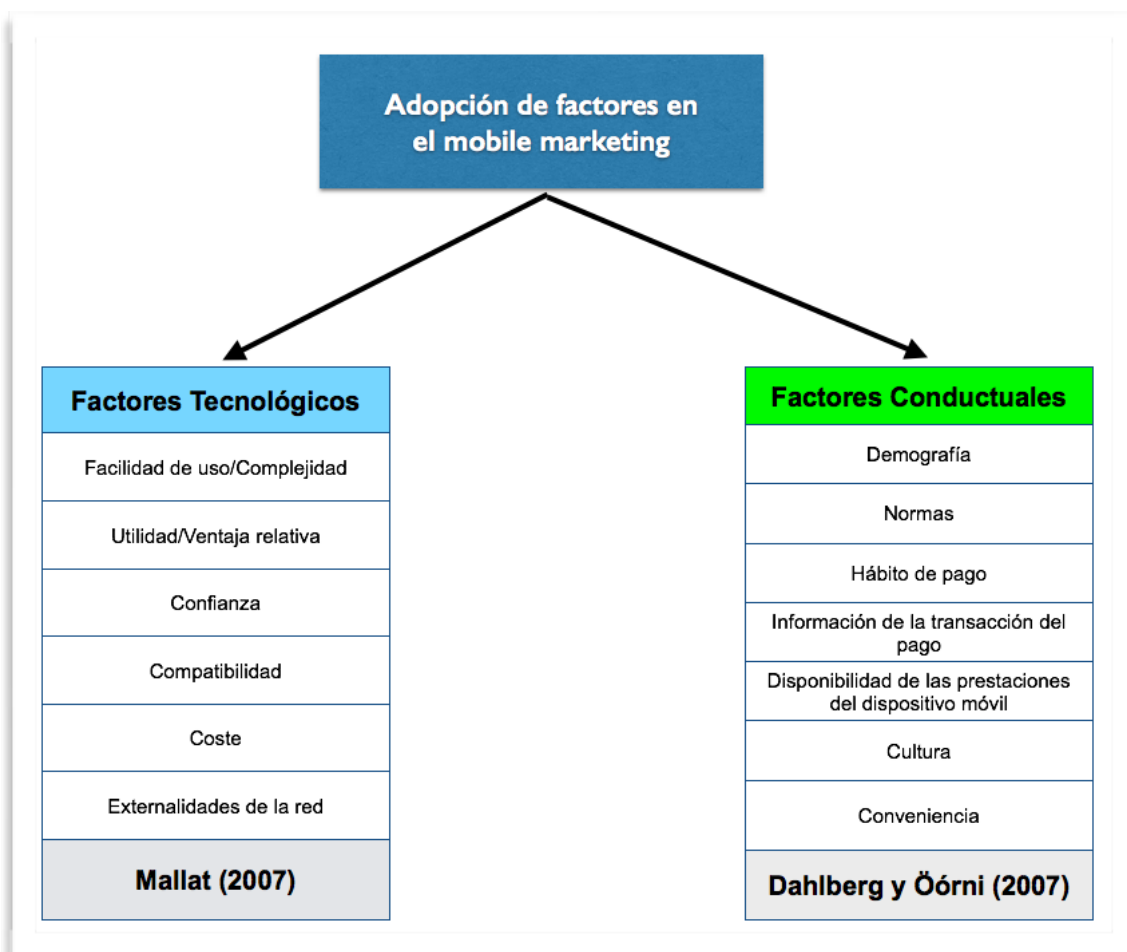 Adopción de factores en
el mobile marketing
Factores Tecnológicos
Facilidad de uso/Complejidad
Utilidad/Ventaja relativa
Confianza
Compatibilidad
Coste
Externalidades de la red
Mallat (2007)
Factores Conductuales
Demografía
Normas
Hábito de pago
Información de la transacción del
pago
Disponibilidad de las prestaciones
del dispositivo móvil
Cultura
Conveniencia
Dahlberg y Öórni (2007)